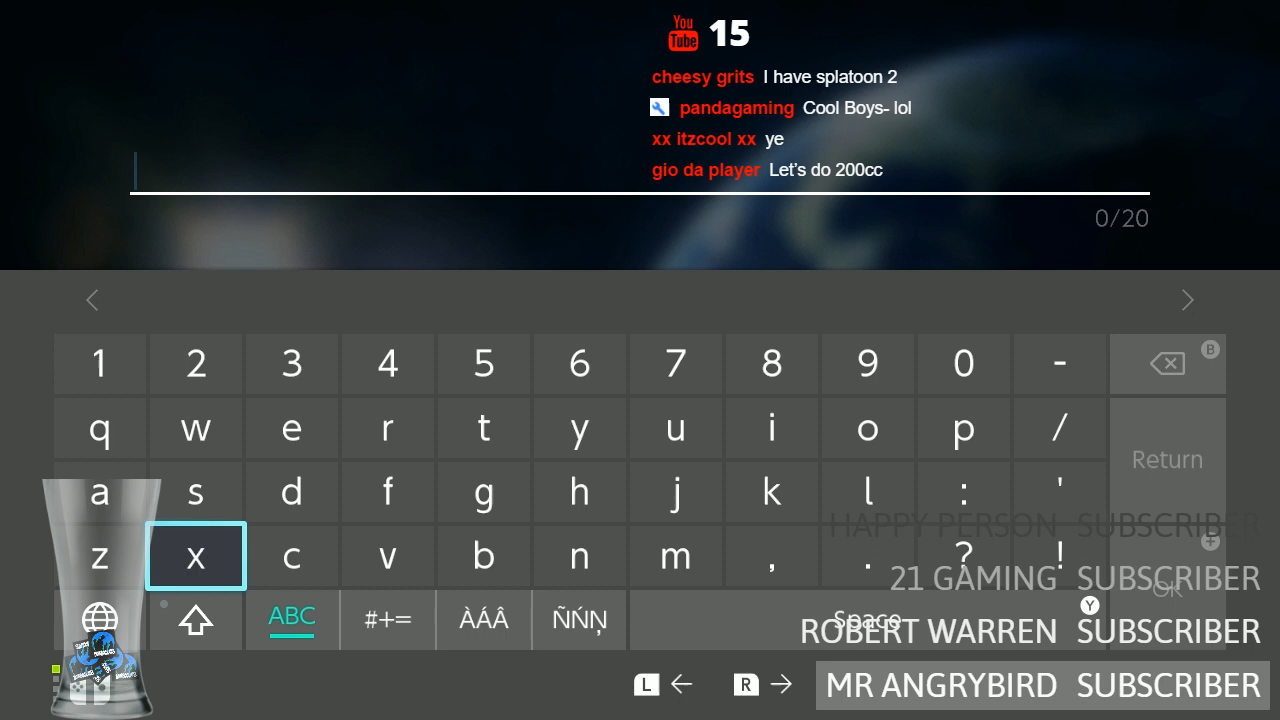 You Tube 15
cheesy grits I have splatoon 2
pandagaming Cool Boys- lol
xx itzcool xx ye
gio da player Let's do 200cc
0/20
1 2 3 4 5 6 7 8 9 0 - B
q w e r t y u i o p /
Return
a s d f g h j k l : '
HAPPY PERSON SUBSCRIBER
z x c v b n m , . ? ! +
21 GAMING SUBSCRIBER
OK
ABC #+= ÀÁÂ ÑŃŅ Space Y
ROBERT WARREN SUBSCRIBER
L ← R →
MR ANGRYBIRD SUBSCRIBER